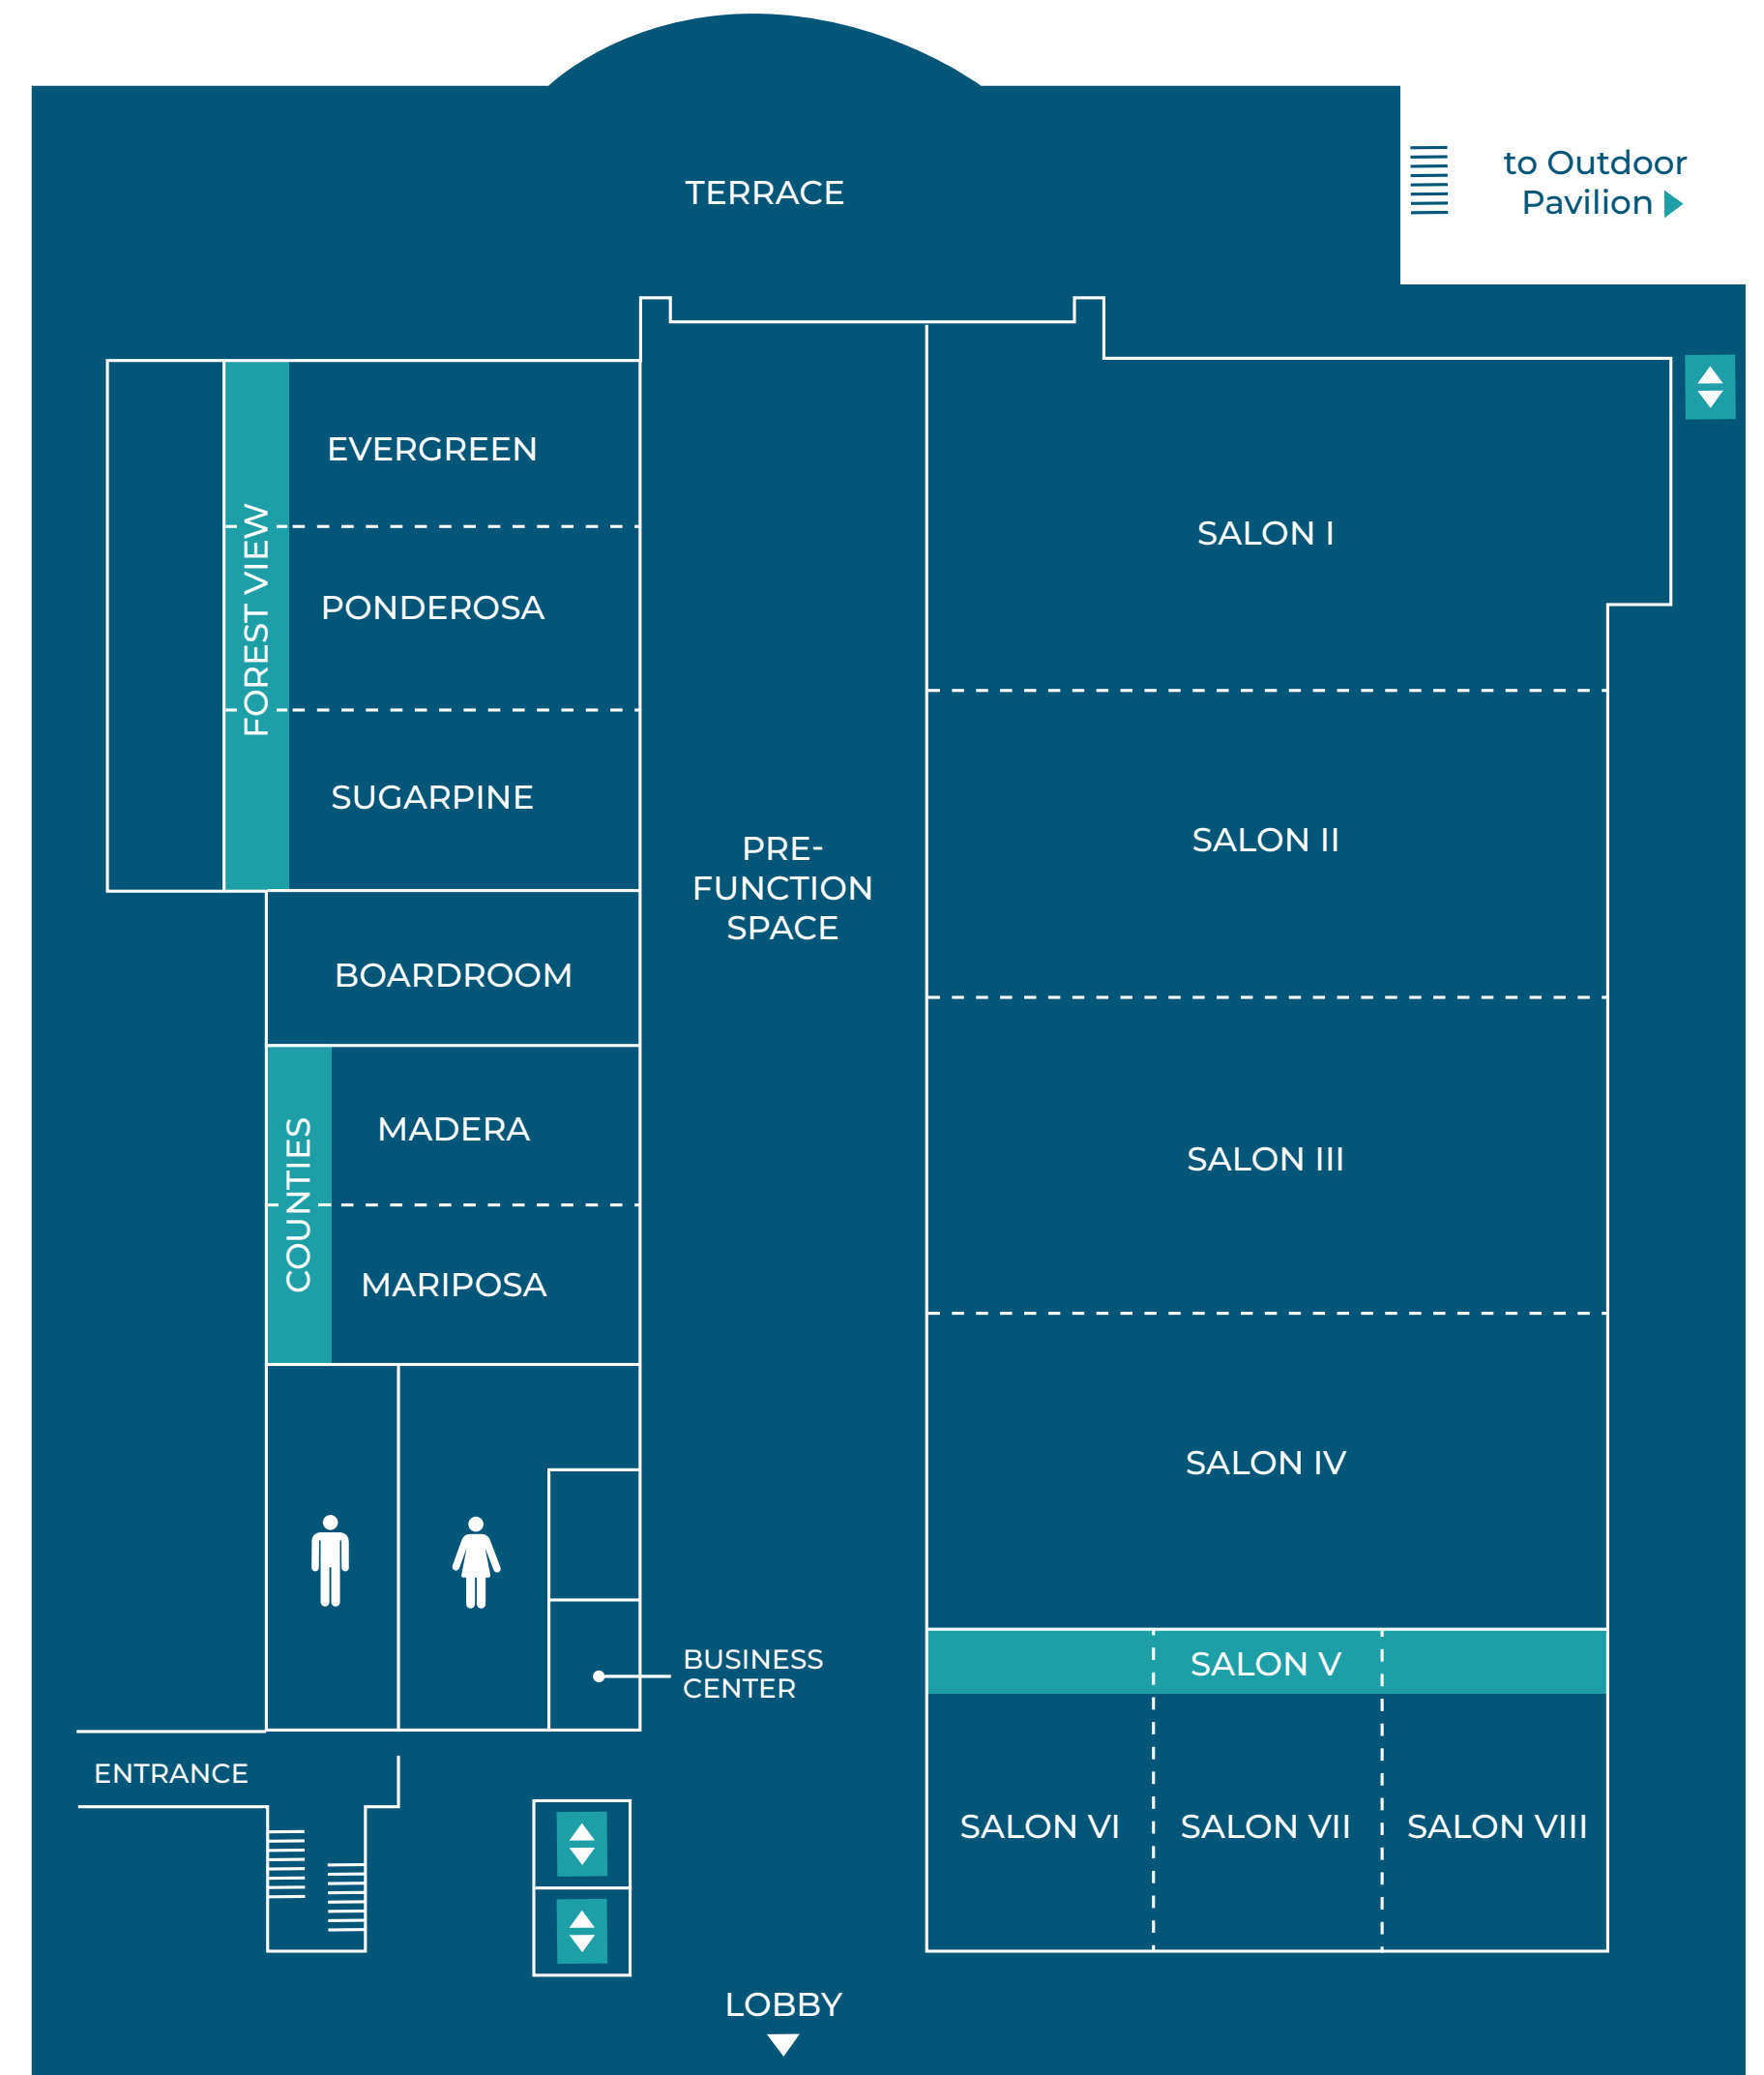 to Outdoor
Pavilion
TERRACE
EVERGREEN
FOREST VIEW
PONDEROSA
SUGARPINE
BOARDROOM
COUNTIES
MADERA
MARIPOSA
PRE-
FUNCTION
SPACE
SALON I
SALON II
SALON III
SALON IV
SALON V
SALON VI
SALON VII
SALON VIII
BUSINESS
CENTER
ENTRANCE
LOBBY